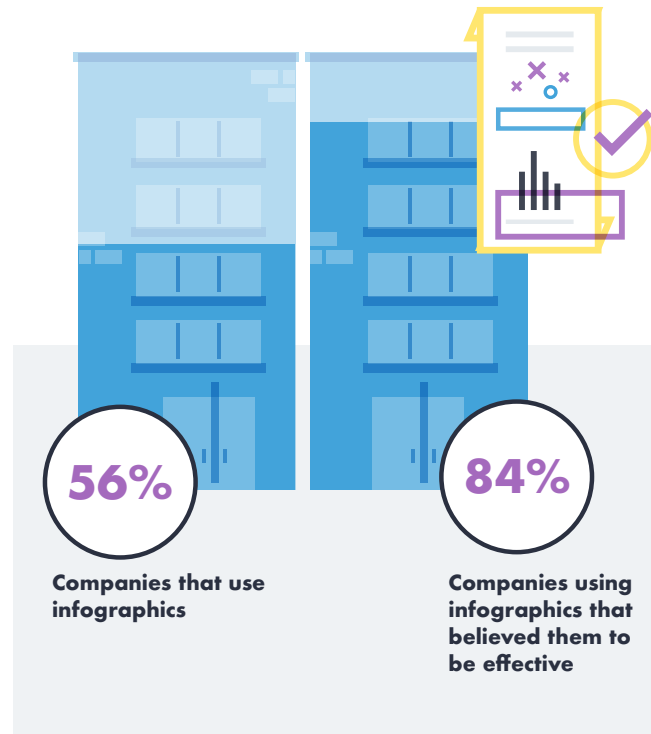 56%
Companies that use
infographics
84%
Companies using
infographics that
believed them to
be effective